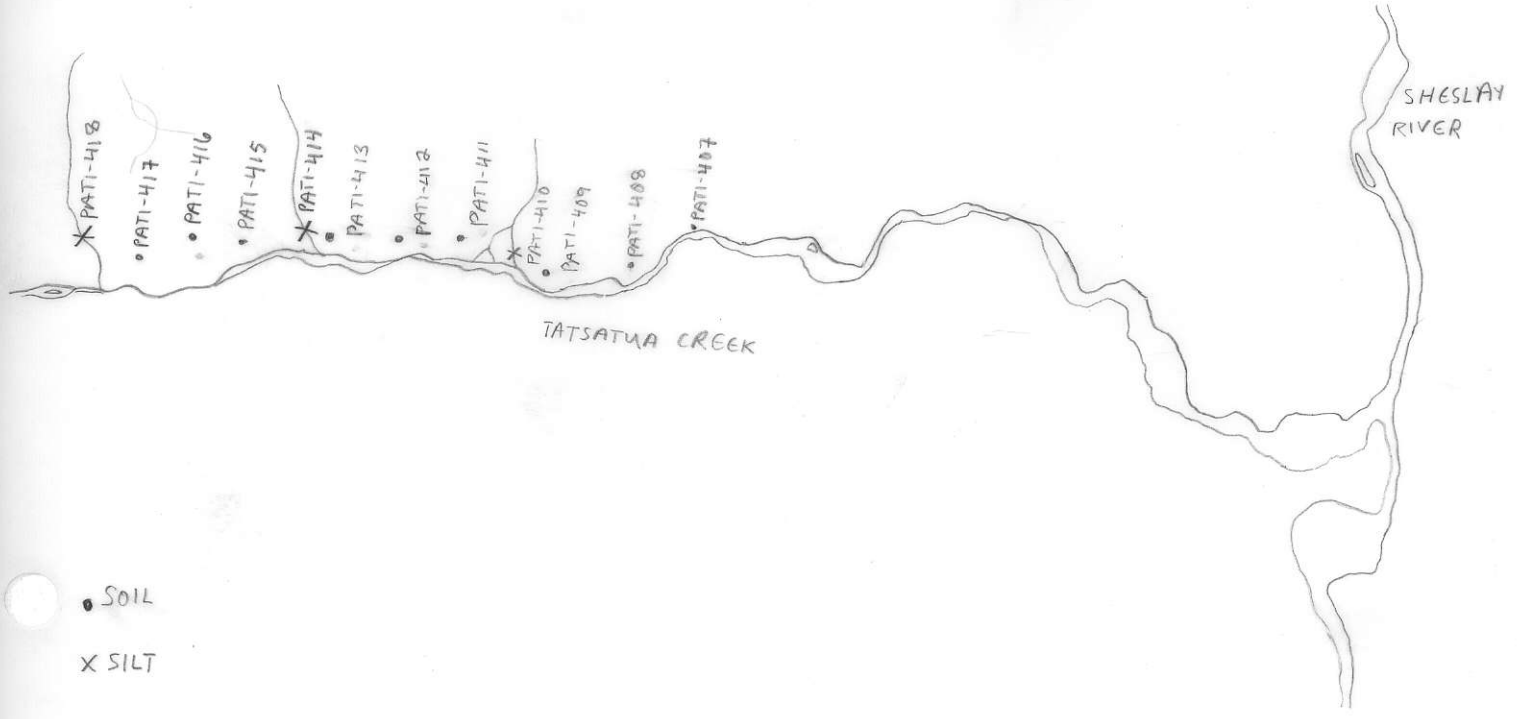 SHESLAY
RIVER
PATI-418
PATI-417
PATI-416
PATI-415
PATI-414
PATI-413
PATI-412
PATI-411
PATI-410
PATI-409
PATI-408
PATI-407
TATSATUA CREEK
SOIL
X SILT